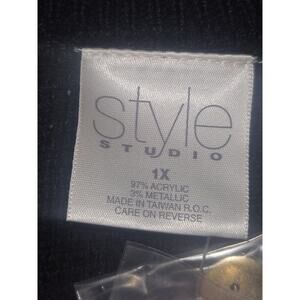 style
STUDIO
1X
97% ACRYLIC
3% METALLIC
MADE IN TAIWAN R.O.C.
CARE ON REVERSE